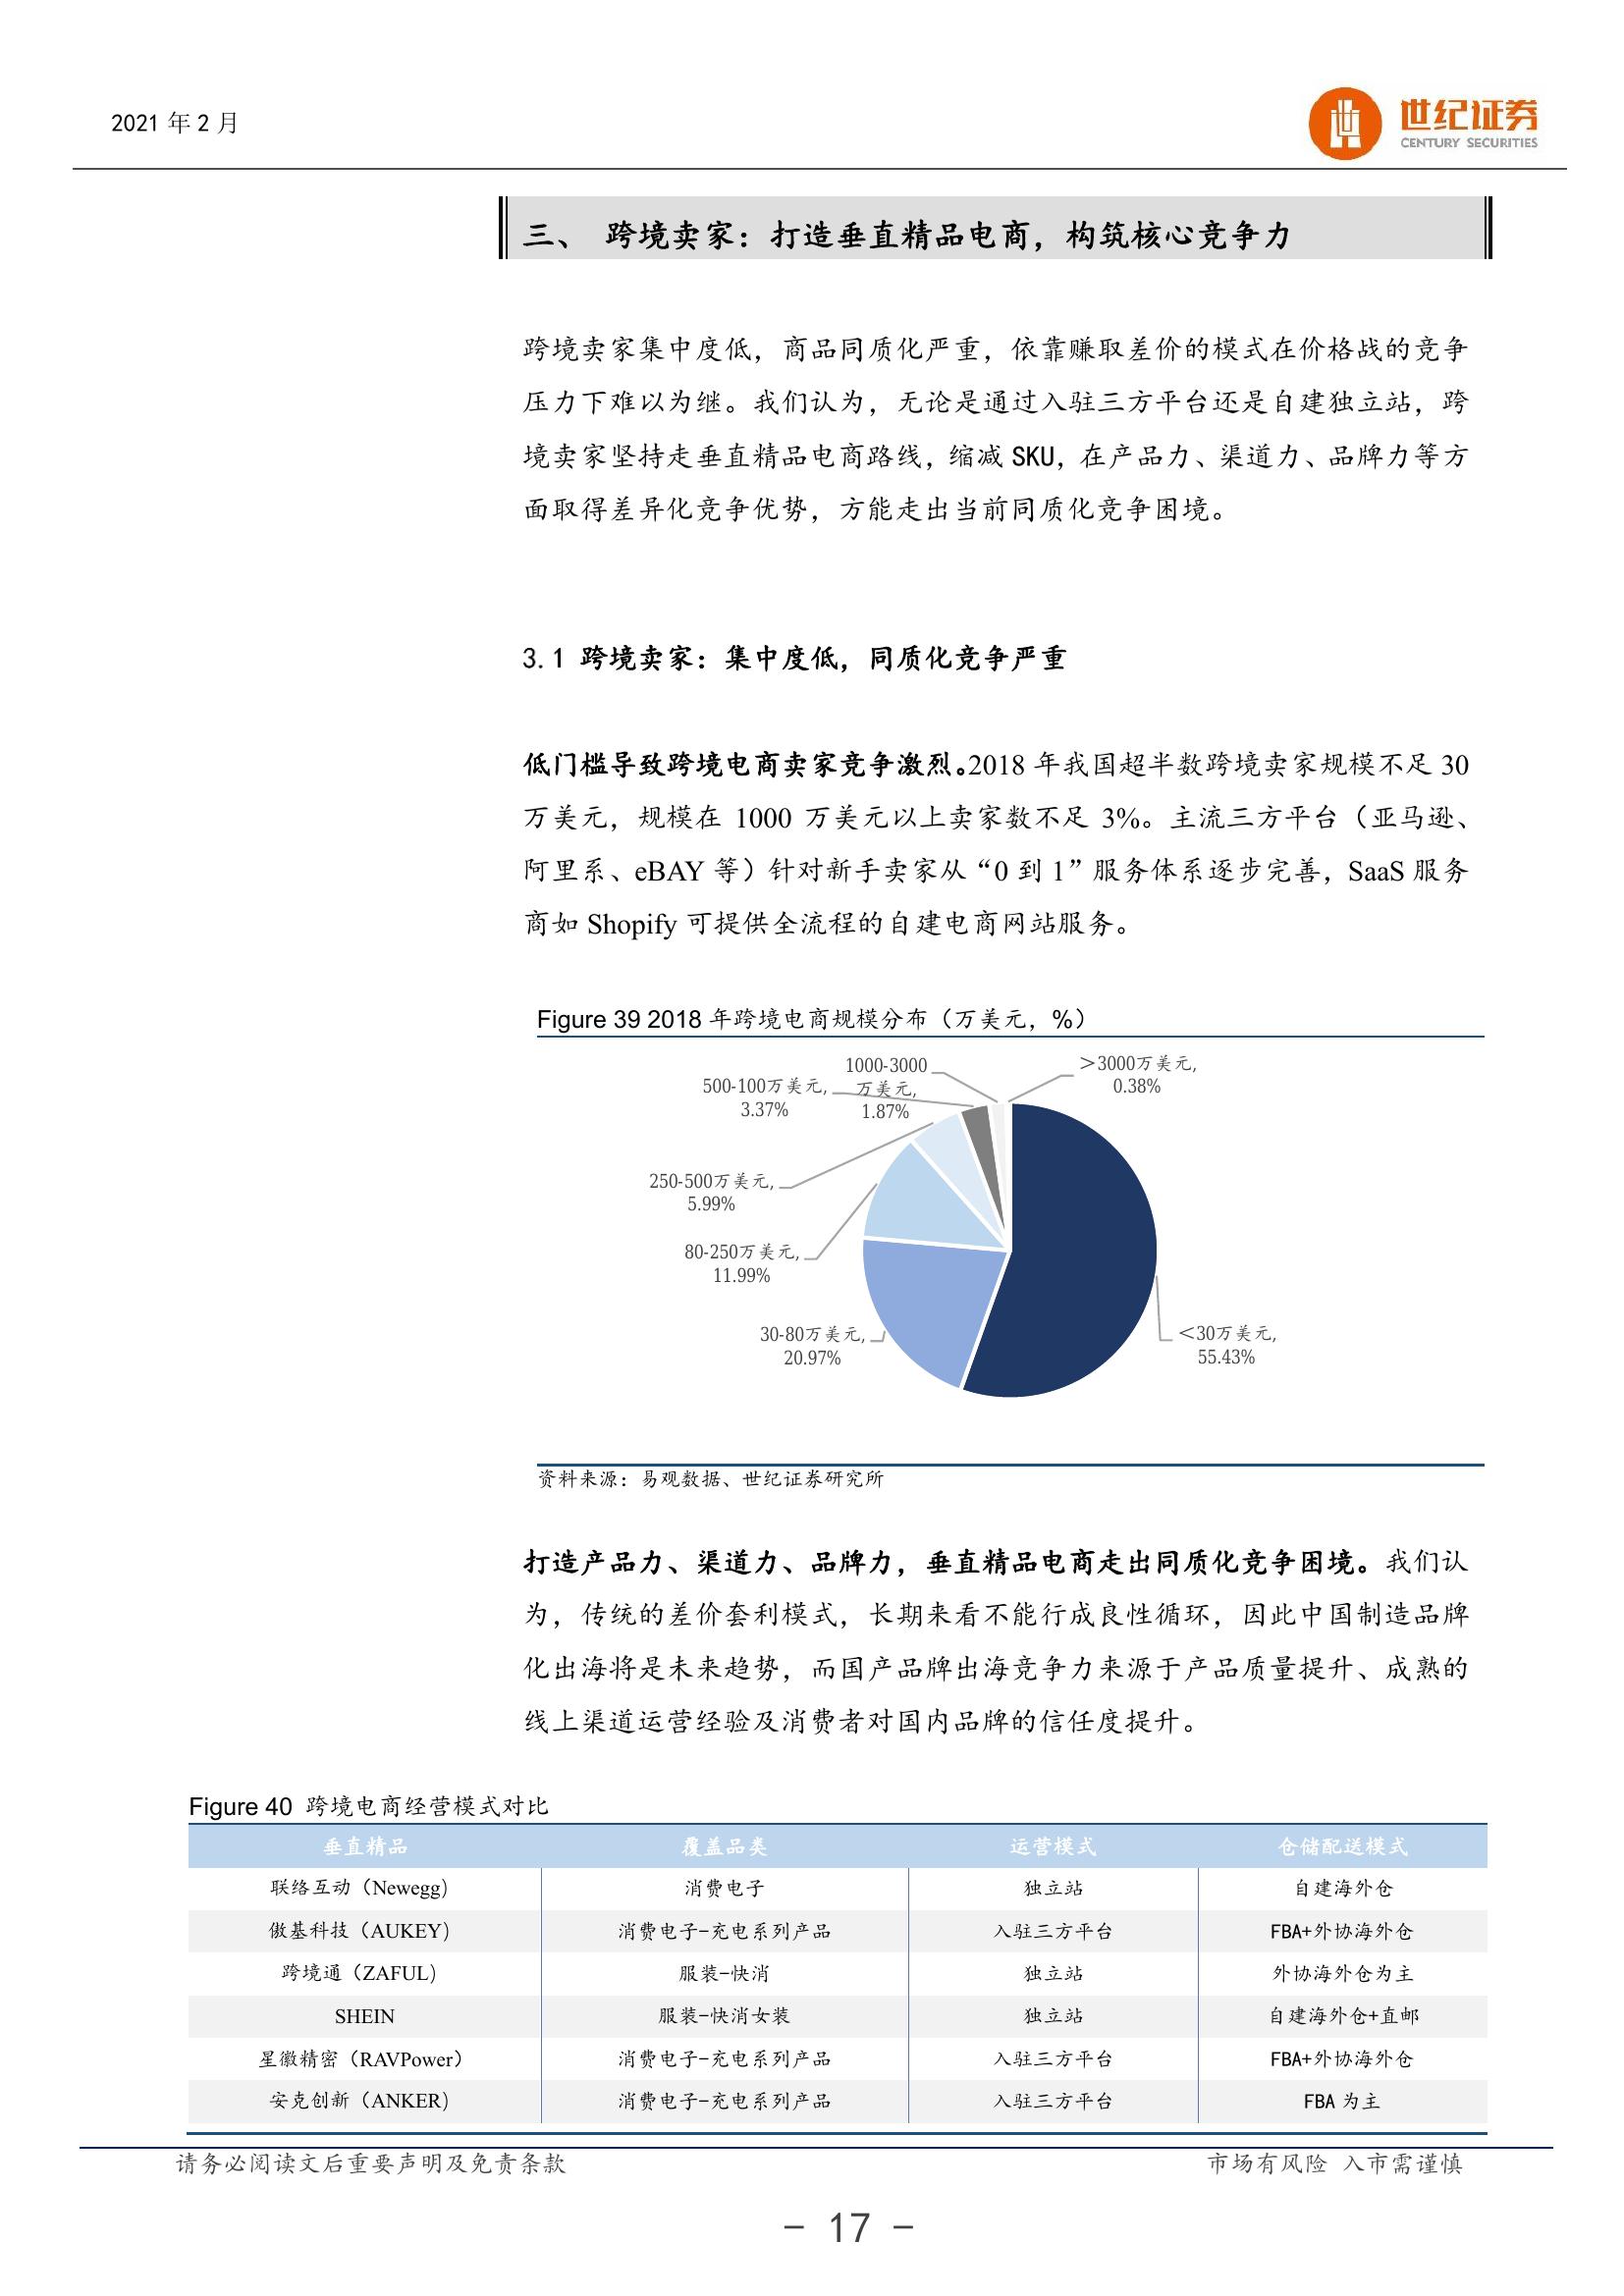 2021 年 2 月
世纪证券
CENTURY SECURITIES
三、 跨境卖家：打造垂直精品电商，构筑核心竞争力
跨境卖家集中度低，商品同质化严重，依靠赚取差价的模式在价格战的竞争
压力下难以为继。我们认为，无论是通过入驻三方平台还是自建独立站，跨
境卖家坚持走垂直精品电商路线，缩减 SKU，在产品力、渠道力、品牌力等方
面取得差异化竞争优势，方能走出当前同质化竞争困境。
3.1 跨境卖家：集中度低，同质化竞争严重
低门槛导致跨境电商卖家竞争激烈。2018 年我国超半数跨境卖家规模不足 30
万美元，规模在 1000 万美元以上卖家数不足 3%。主流三方平台（亚马逊、
阿里系、eBAY 等）针对新手卖家从“0 到 1”服务体系逐步完善，SaaS 服务
商如 Shopify 可提供全流程的自建电商网站服务。
Figure 39 2018 年跨境电商规模分布（万美元，%）
1000-3000
万美元,
1.87%
＞3000万美元,
0.38%
500-100万美元,
3.37%
250-500万美元,
5.99%
80-250万美元,
11.99%
30-80万美元,
20.97%
＜30万美元,
55.43%
资料来源：易观数据、世纪证券研究所
打造产品力、渠道力、品牌力，垂直精品电商走出同质化竞争困境。我们认
为，传统的差价套利模式，长期来看不能行成良性循环，因此中国制造品牌
化出海将是未来趋势，而国产品牌出海竞争力来源于产品质量提升、成熟的
线上渠道运营经验及消费者对国内品牌的信任度提升。
Figure 40 跨境电商经营模式对比
垂直精品 覆盖品类 运营模式 仓储配送模式
联络互动（Newegg） 消费电子 独立站 自建海外仓
傲基科技（AUKEY） 消费电子-充电系列产品 入驻三方平台 FBA+外协海外仓
跨境通（ZAFUL） 服装-快消 独立站 外协海外仓为主
SHEIN 服装-快消女装 独立站 自建海外仓+直邮
星徽精密（RAVPower） 消费电子-充电系列产品 入驻三方平台 FBA+外协海外仓
安克创新（ANKER） 消费电子-充电系列产品 入驻三方平台 FBA 为主
请务必阅读文后重要声明及免责条款 市场有风险 入市需谨慎
- 17 -